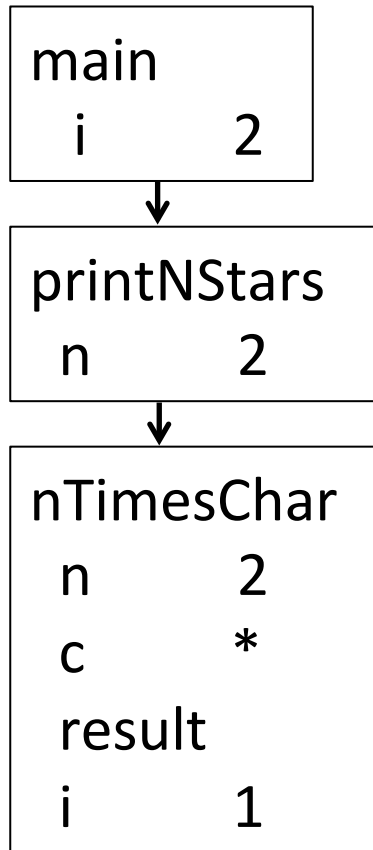 main
i 2
printNStars
n 2
nTimesChar
n 2
c *
result
i 1